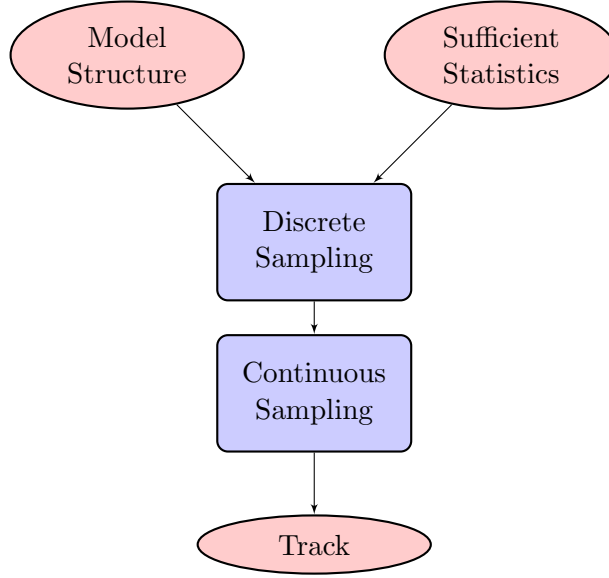 Model
Structure
Sufficient
Statistics
Discrete
Sampling
Continuous
Sampling
Track